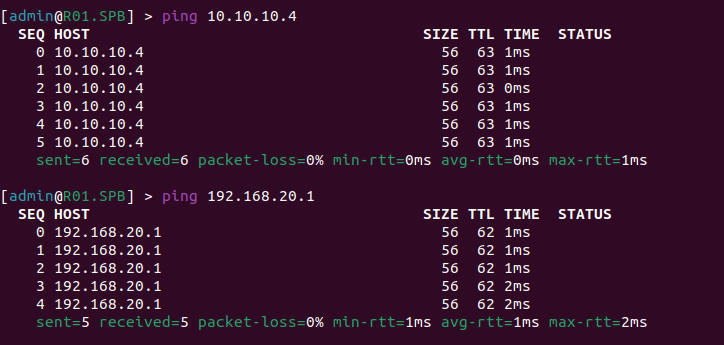 [admin@R01.SPB] > ping 10.10.10.4
SEQ HOST SIZE TTL TIME STATUS
0 10.10.10.4 56 63 1ms
1 10.10.10.4 56 63 1ms
2 10.10.10.4 56 63 0ms
3 10.10.10.4 56 63 1ms
4 10.10.10.4 56 63 1ms
5 10.10.10.4 56 63 1ms
sent=6 received=6 packet-loss=0% min-rtt=0ms avg-rtt=0ms max-rtt=1ms
[admin@R01.SPB] > ping 192.168.20.1
SEQ HOST SIZE TTL TIME STATUS
0 192.168.20.1 56 62 1ms
1 192.168.20.1 56 62 1ms
2 192.168.20.1 56 62 1ms
3 192.168.20.1 56 62 2ms
4 192.168.20.1 56 62 2ms
sent=5 received=5 packet-loss=0% min-rtt=1ms avg-rtt=1ms max-rtt=2ms